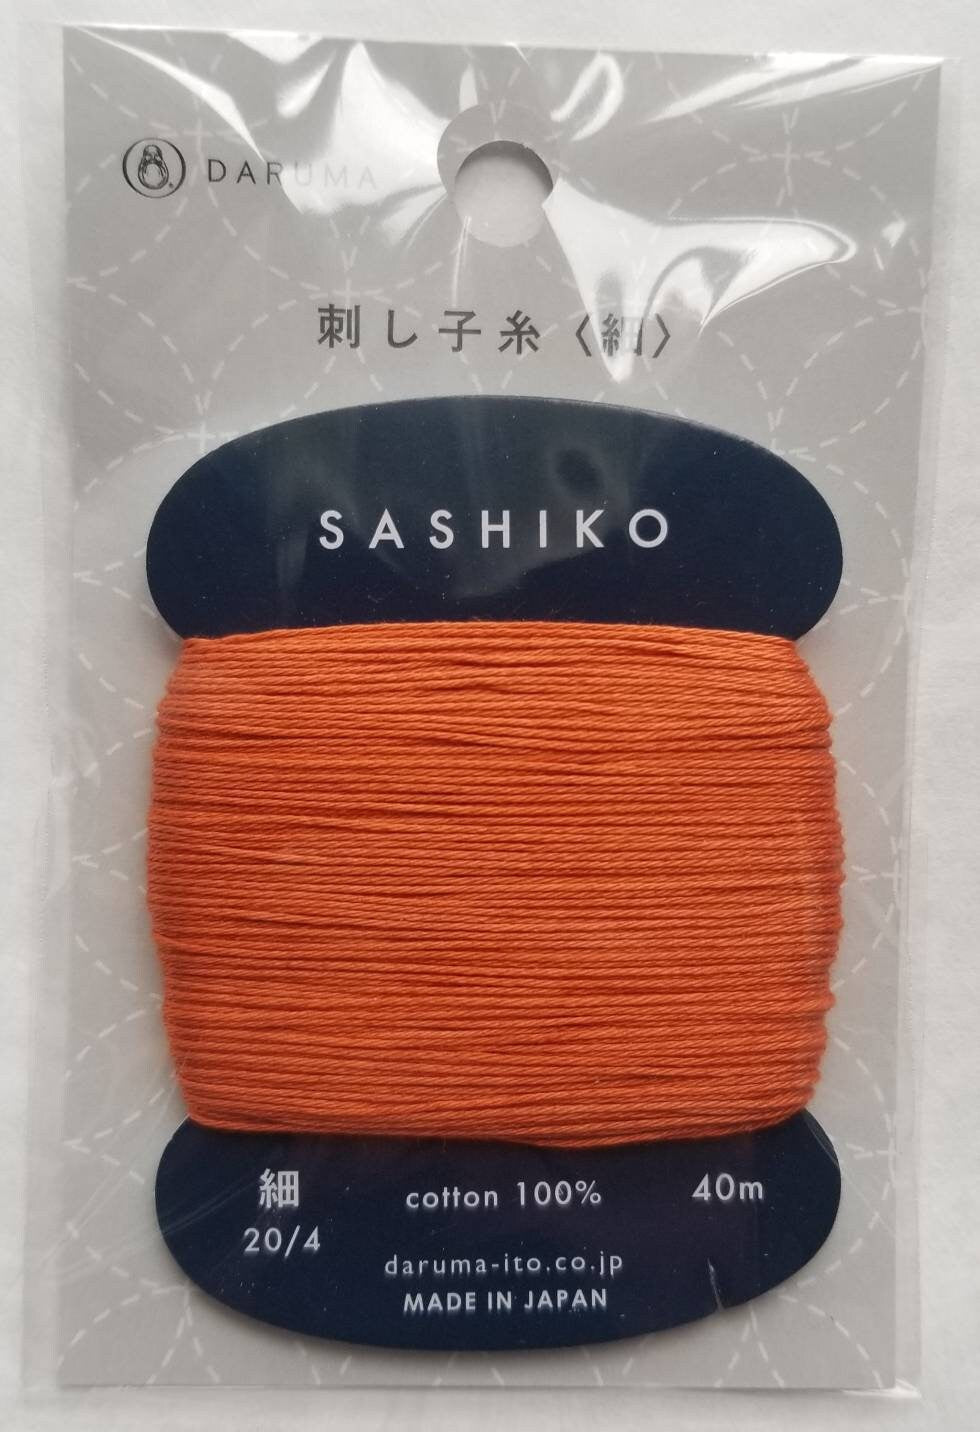 DARUMA
刺し子糸〈細〉
SASHIKO
細
20/4
cotton 100%
40m
daruma-ito.co.jp
MADE IN JAPAN